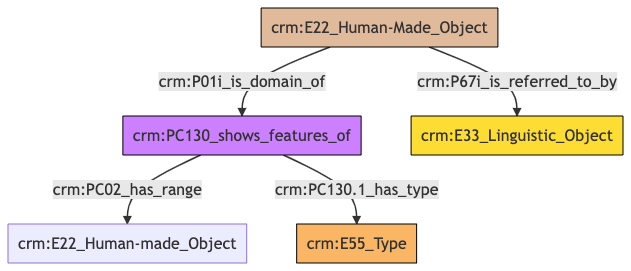 crm:E22_Human-Made_Object
crm:P01i_is_domain_of
crm:P67i_is_referred_to_by
crm:PC130_shows_features_of
crm:E33_Linguistic_Object
crm:PC02_has_range
crm:PC130.1_has_type
crm:E22_Human-made_Object
crm:E55_Type